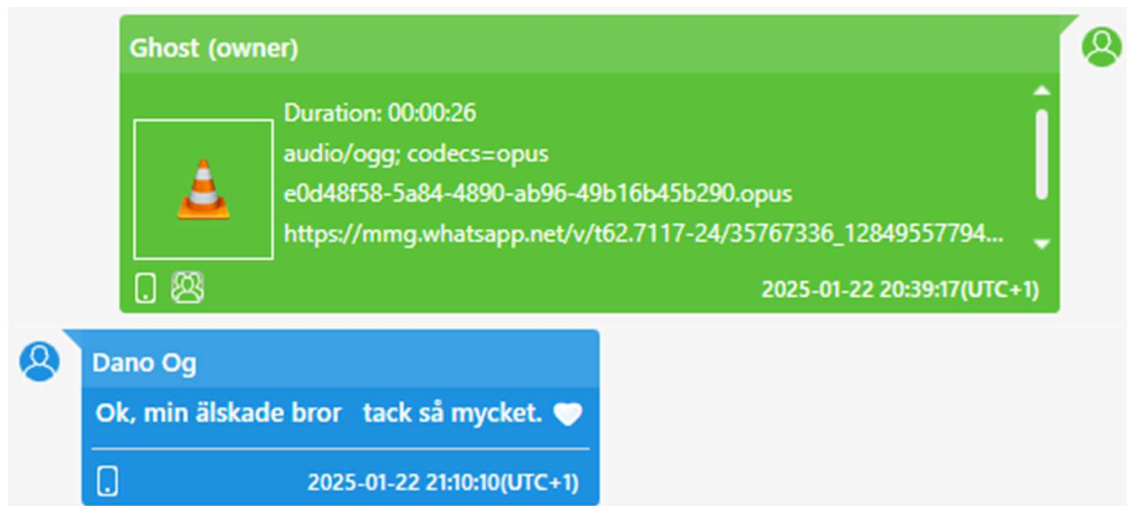 Ghost (owner)
Duration: 00:00:26
audio/ogg; codecs=opus
e0d48f58-5a84-4890-ab96-49b16b45b290.opus
https://mmg.whatsapp.net/v/t62.7117-24/35767336_12849557794...
2025-01-22 20:39:17(UTC+1)
Dano Og
Ok, min älskade bror tack så mycket. 🤍
2025-01-22 21:10:10(UTC+1)